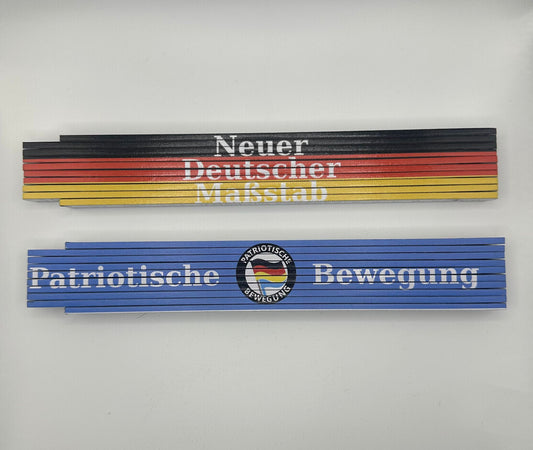 Neuer
Deutscher
Maßstab
Patriotische Bewegung
PATRIOTISCHE
BEWEGUNG